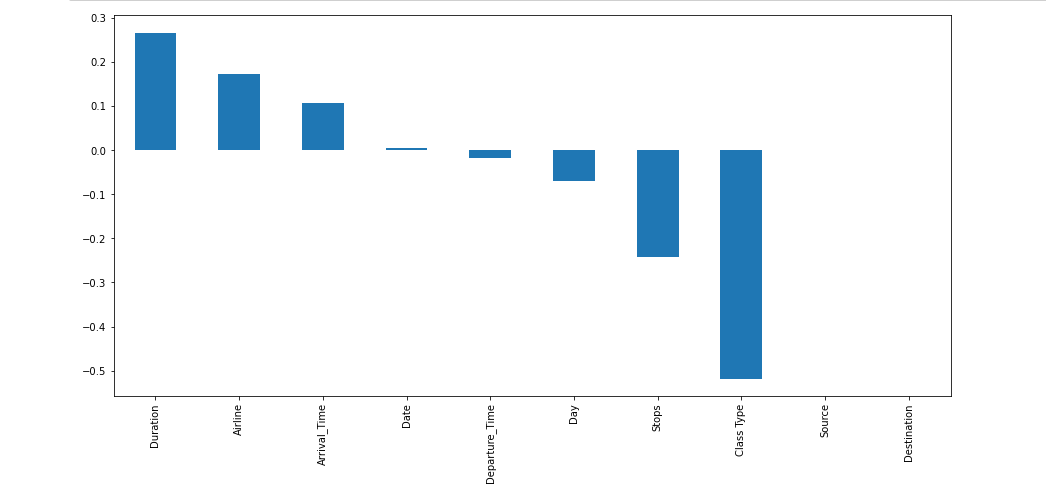 0.3
0.2
0.1
0.0
−0.1
−0.2
−0.3
−0.4
−0.5
Duration
Airline
Arrival_Time
Date
Departure_Time
Day
Stops
Class Type
Source
Destination